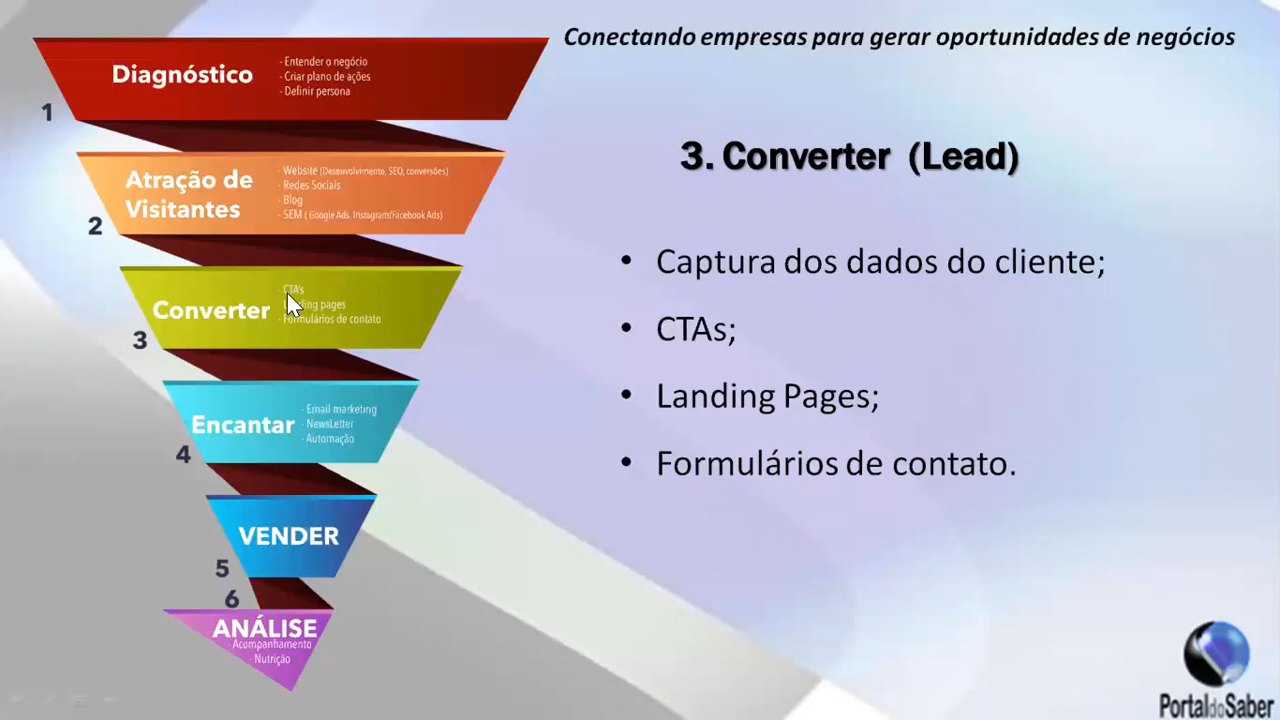 Conectando empresas para gerar oportunidades de negócios
Diagnóstico
- Entender o negócio
- Criar plano de ações
- Definir persona
1
Atração de
Visitantes
- Website (Desenvolvimento, SEO, conversões)
- Redes Sociais
- Blog
- SEM ( Google Ads, Instagram/Facebook Ads)
2
Converter
- CTA's
pages
- Formulários de contato
3
Encantar
- Email marketing
- NewsLetter
- Automação
4
VENDER
5
6
ANÁLISE
- Acompanhamento
- Nutrição
3. Converter (Lead)
• Captura dos dados do cliente;
• CTAs;
• Landing Pages;
• Formulários de contato.
PortaldoSaber